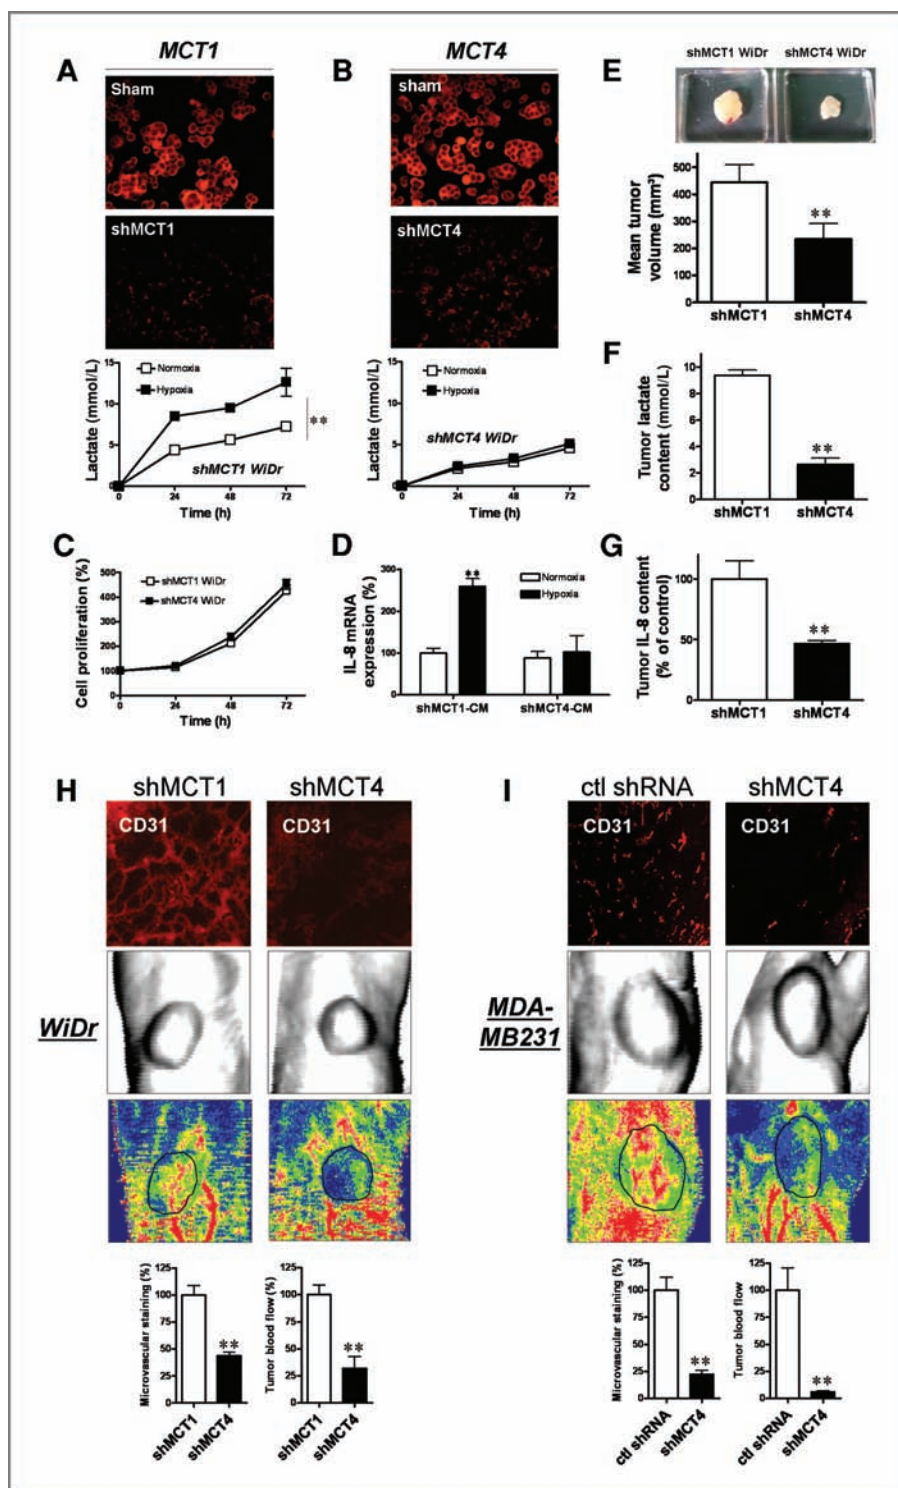 MCT1
MCT4
A
Sham
shMCT1
Lactate (mmol/L)
15
10
5
0
Normoxia
Hypoxia
**
shMCT1 WiDr
0 24 48 72
Time (h)
B
sham
shMCT4
Lactate (mmol/L)
15
10
5
0
Normoxia
Hypoxia
shMCT4 WiDr
0 24 48 72
Time (h)
C
Cell proliferation (%)
500
400
300
200
100
0
shMCT1 WiDr
shMCT4 WiDr
0 24 48 72
Time (h)
D
IL-8 mRNA
expression (%)
300
200
100
0
**
Normoxia
Hypoxia
shMCT1-CM shMCT4-CM
E
shMCT1 WiDr shMCT4 WiDr
Mean tumor
volume (mm³)
500
400
300
200
100
0
**
shMCT1 shMCT4
F
Tumor lactate
content (mmol/L)
10
8
6
4
2
0
**
shMCT1 shMCT4
G
Tumor IL-8 content
(% of control)
100
50
0
**
shMCT1 shMCT4
H
shMCT1 shMCT4
CD31
CD31
WiDr
Microvascular staining (%)
125
100
75
50
25
0
**
shMCT1
shMCT4
Tumor blood flow (%)
125
100
75
50
25
0
**
shMCT1
shMCT4
I
ctl shRNA shMCT4
CD31
CD31
MDA-
MB231
Microvascular staining (%)
125
100
75
50
25
0
**
ctl shRNA
shMCT4
Tumor blood flow
125
100
75
50
25
0
**
ctl shRNA
shMCT4